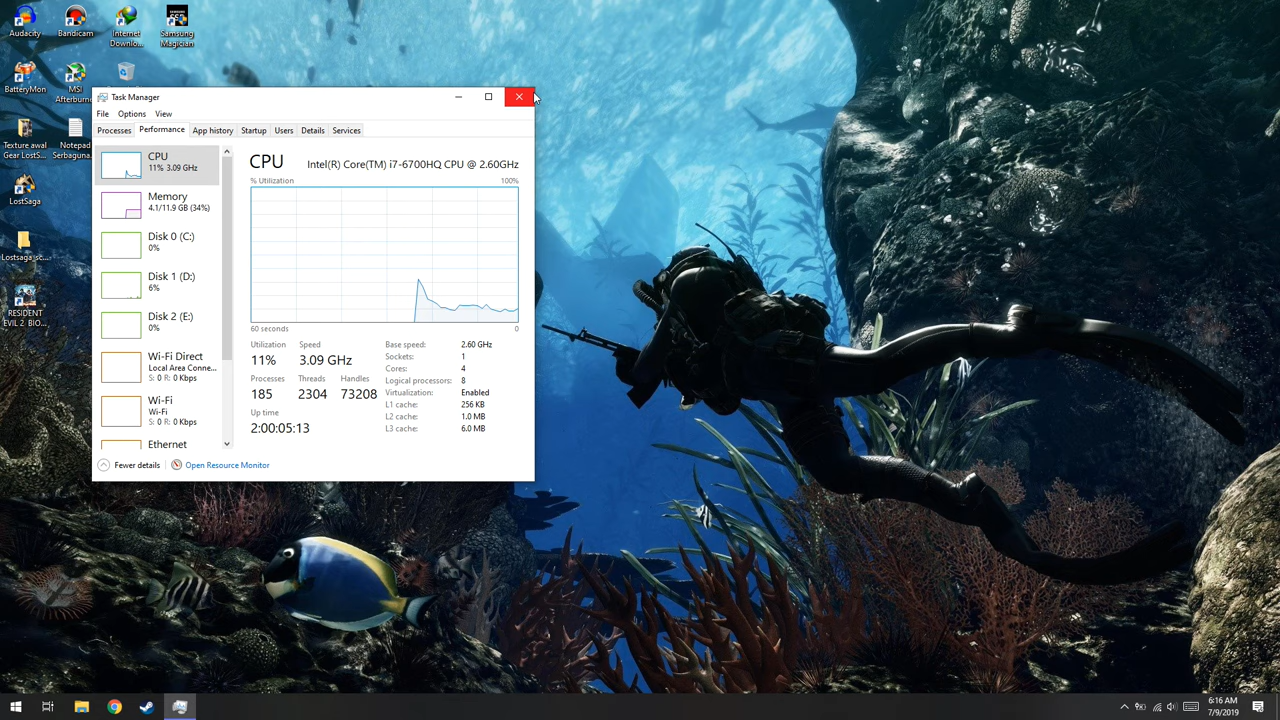 Audacity
Bandicam
Internet
Downlo...
SAMSUNG
SSD
Samsung
Magician
BatteryMon
MSI
Afterburne
Texture awal
Gear LostS...
Notepad
Serbaguna.
LostSaga
Lostsaga_sc...
RESIDENT
EVIL 2 BIO...
Task Manager
File Options View
Processes Performance App history Startup Users Details Services
CPU
11% 3.09 GHz
Memory
4.1/11.9 GB (34%)
Disk 0 (C:)
0%
Disk 1 (D:)
6%
Disk 2 (E:)
0%
Wi-Fi Direct
Local Area Conne...
S: 0 R: 0 Kbps
Wi-Fi
Wi-Fi
S: 0 R: 0 Kbps
Ethernet
CPU Intel(R) Core(TM) i7-6700HQ CPU @ 2.60GHz
% Utilization 100%
60 seconds 0
Utilization Speed
11% 3.09 GHz
Processes Threads Handles
185 2304 73208
Up time
2:00:05:13
Base speed: 2.60 GHz
Sockets: 1
Cores: 4
Logical processors: 8
Virtualization: Enabled
L1 cache: 256 KB
L2 cache: 1.0 MB
L3 cache: 6.0 MB
Fewer details Open Resource Monitor
6:16 AM
7/9/2019